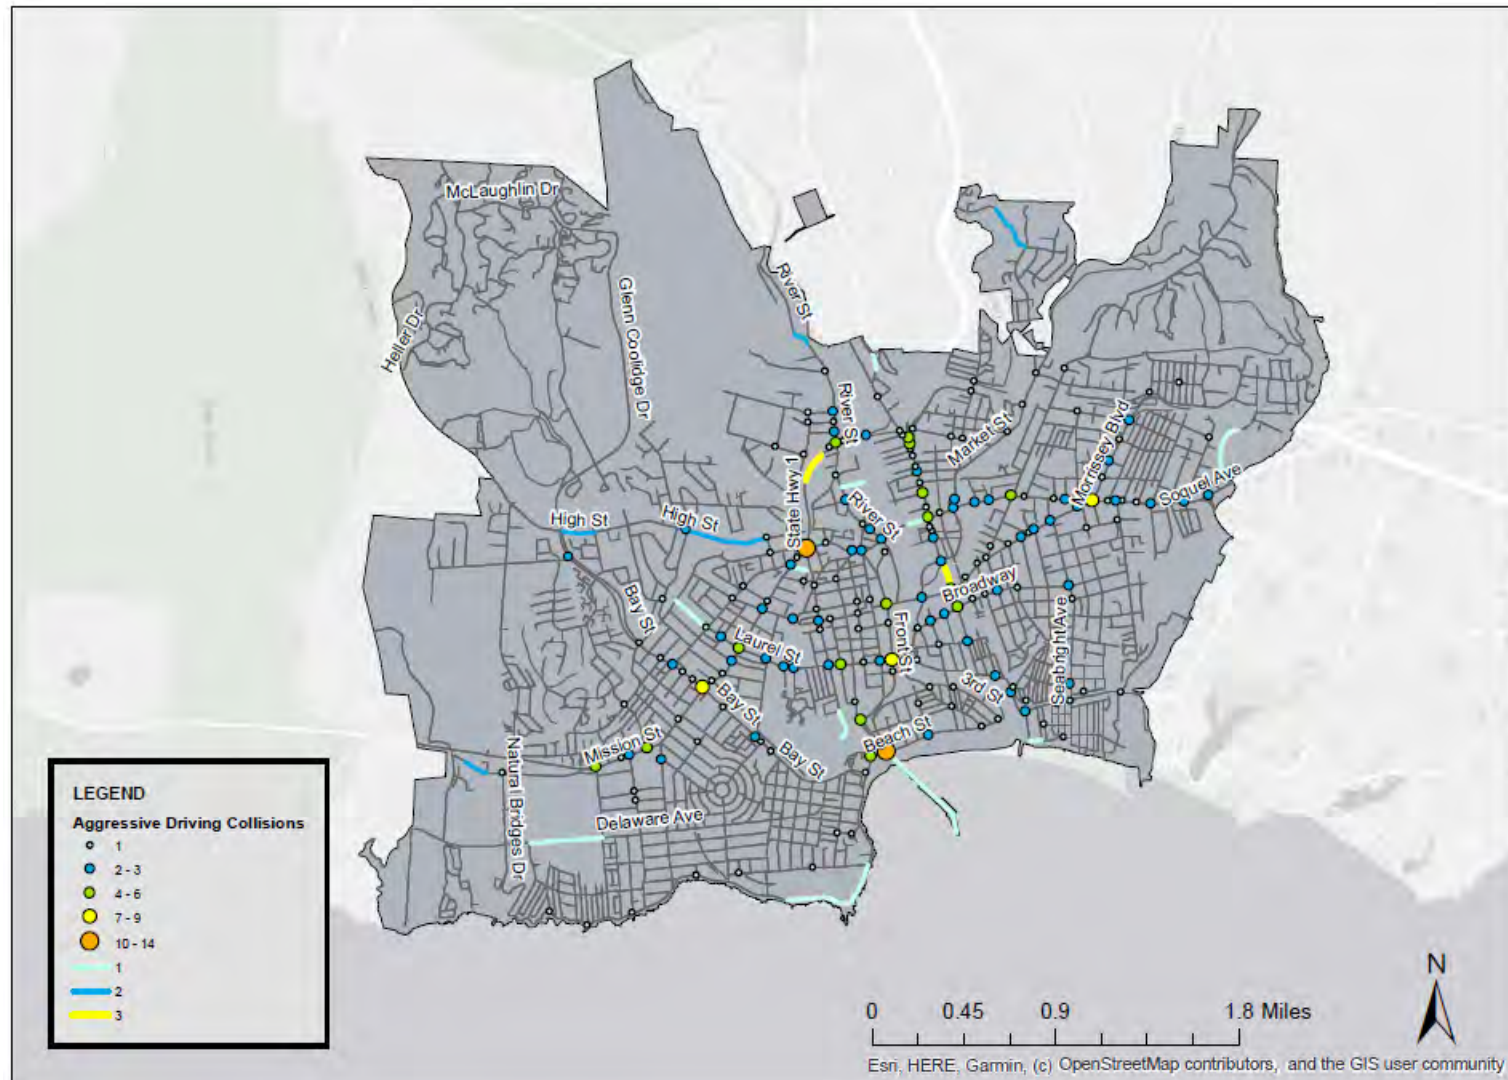 McLaughlin Dr
River St
Glenn Coolidge Dr
Heller Dr
River St
Market St
Morrissey Blvd
State Hwy 1
Soquel Ave
River St
High St
High St
Broadway
Bay St
Front St
Seabright Ave
Laurel St
3rd St
Bay St
Beach St
Mission St
Bay St
Natural Bridges Dr
Delaware Ave
LEGEND
Aggressive Driving Collisions
1
2 - 3
4 - 6
7 - 9
10 - 14
1
2
3
N
0 0.45 0.9 1.8 Miles
Esri, HERE, Garmin, (c) OpenStreetMap contributors, and the GIS user community